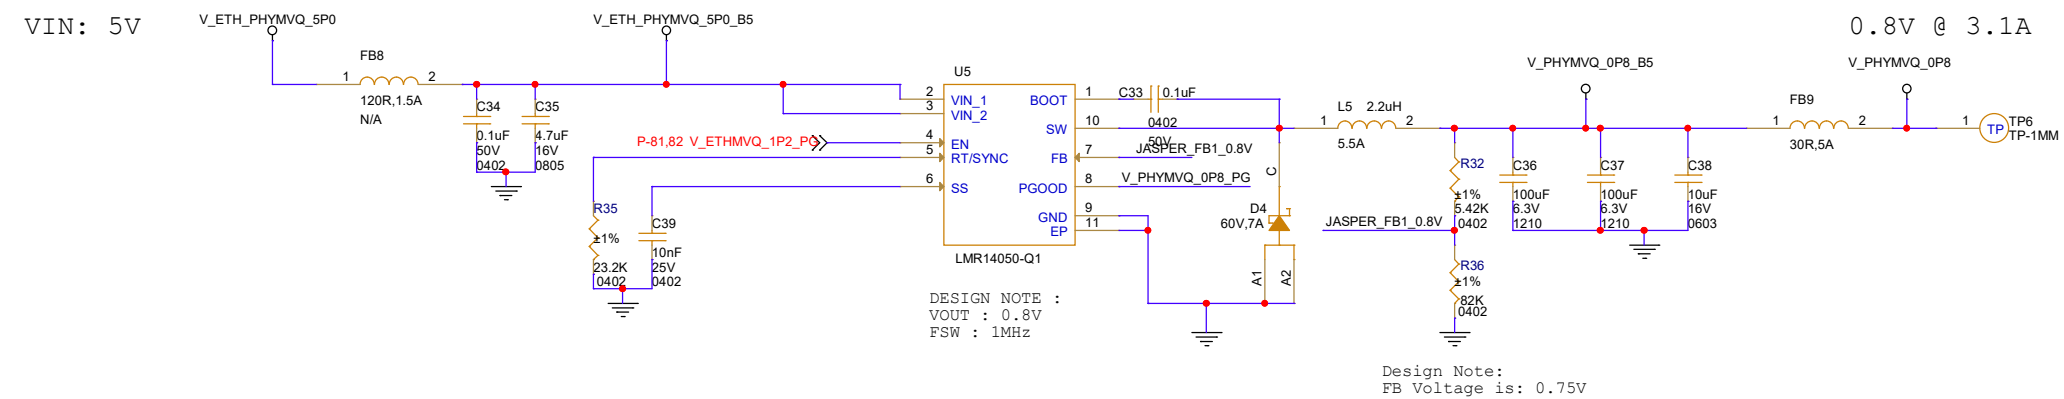 VIN: 5V
V_ETH_PHYMVQ_5P0
V_ETH_PHYMVQ_5P0_B5
0.8V @ 3.1A
V_PHYMVQ_0P8_B5
V_PHYMVQ_0P8
FB8
1 2
120R,1.5A
N/A
C34
0.1uF
50V
0402
C35
4.7uF
16V
0805
P-81,82 V_ETHMVQ_1P2_PG
U5
2 VIN_1
3 VIN_2
4 EN
5 RT/SYNC
6 SS
BOOT 1
SW 10
FB 7
PGOOD 8
GND 9
EP 11
LMR14050-Q1
R35
±1%
23.2K
0402
C39
10nF
25V
0402
C33 0.1uF
0402
50V
JASPER_FB1_0.8V
V_PHYMVQ_0P8_PG
C
D4
60V,7A
A1
A2
L5 2.2uH
1 2
5.5A
R32
±1%
5.42K
0402
JASPER_FB1_0.8V
R36
±1%
82K
0402
C36
100uF
6.3V
1210
C37
100uF
6.3V
1210
C38
10uF
16V
0603
FB9
1 2
30R,5A
1 TP
TP6
TP-1MM
DESIGN NOTE :
VOUT : 0.8V
FSW : 1MHz
Design Note:
FB Voltage is: 0.75V